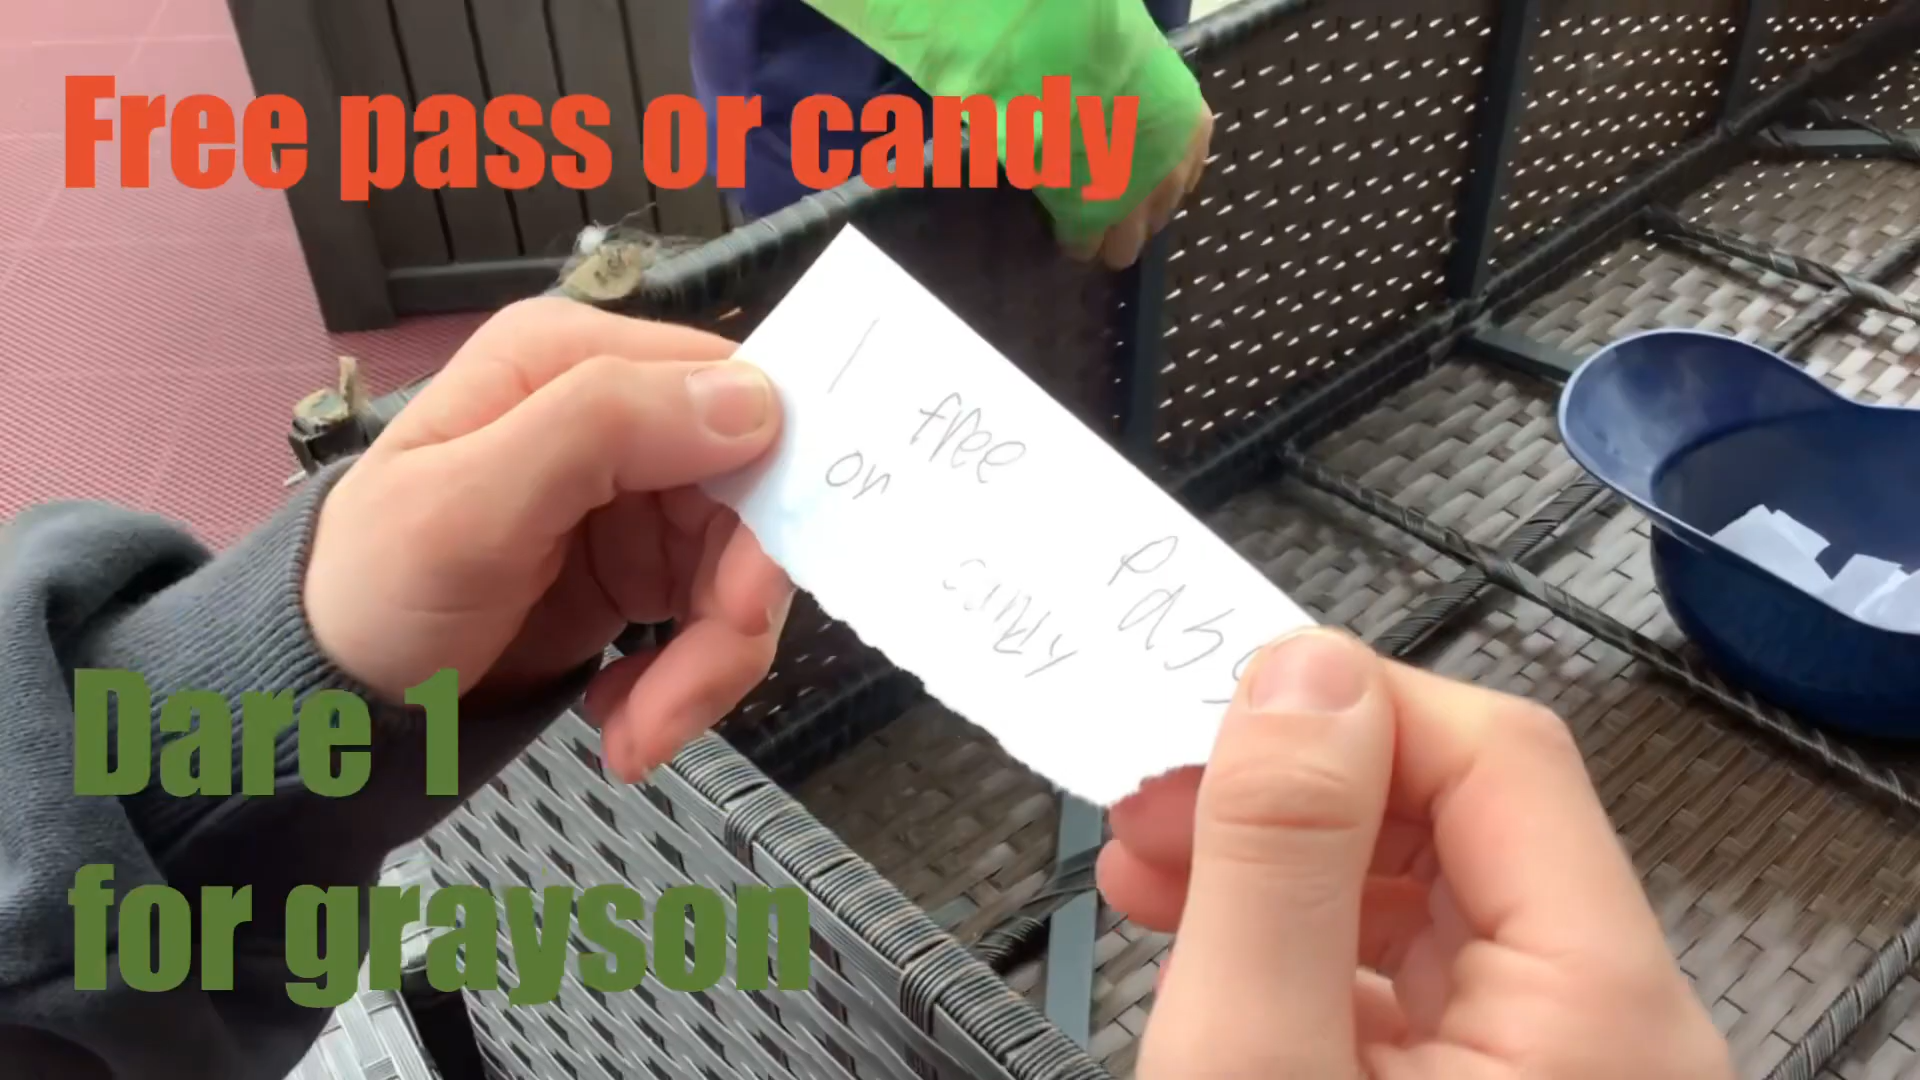 Free pass or candy
1 free pass
or candy
Dare 1
for grayson